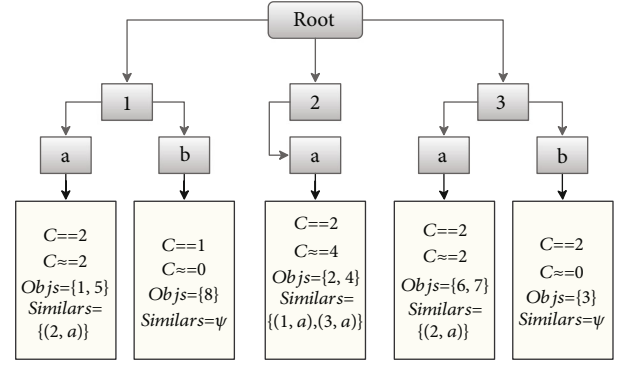 Root
1
2
3
a
b
a
a
b
C==2
C≈=2
Objs={1, 5}
Similars=
{(2, a)}
C==1
C≈=0
Objs={8}
Similars=ψ
C==2
C≈=4
Objs={2, 4}
Similars=
{(1, a),(3, a)}
C==2
C≈=2
Objs={6, 7}
Similars=
{(2, a)}
C==2
C≈=0
Objs={3}
Similars=ψ